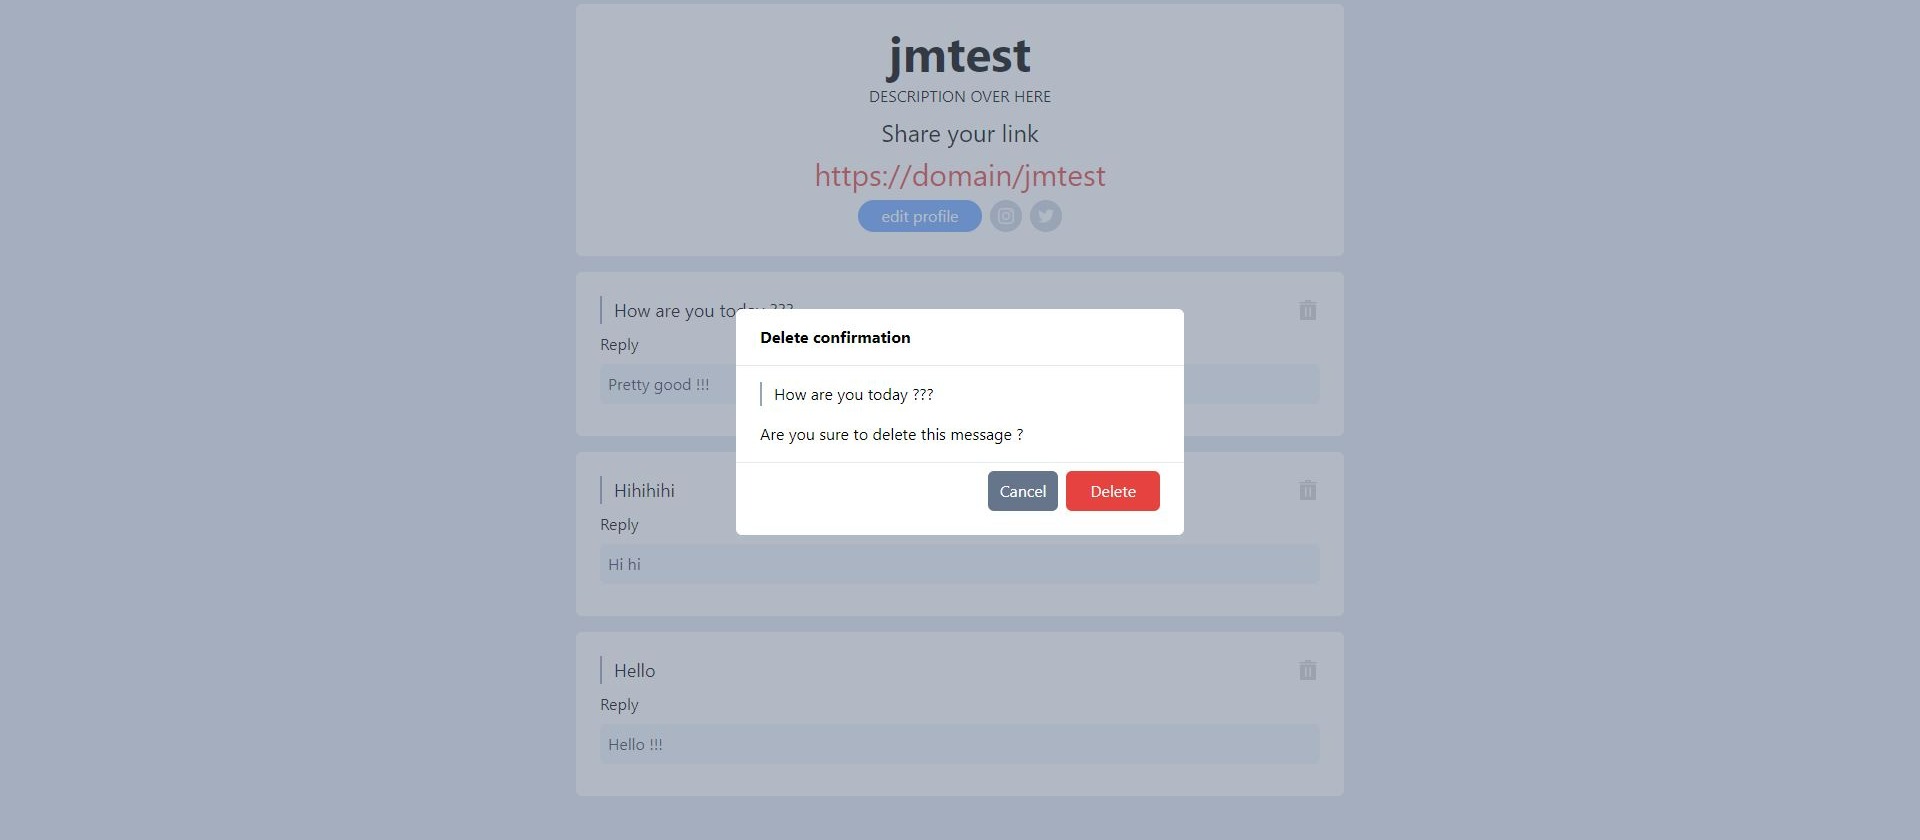 jmtest
DESCRIPTION OVER HERE
Share your link
https://domain/jmtest
edit profile
How are you today ???
Reply
Pretty good !!!
Delete confirmation
How are you today ???
Are you sure to delete this message ?
Cancel
Delete
Hihihihi
Reply
Hi hi
Hello
Reply
Hello !!!